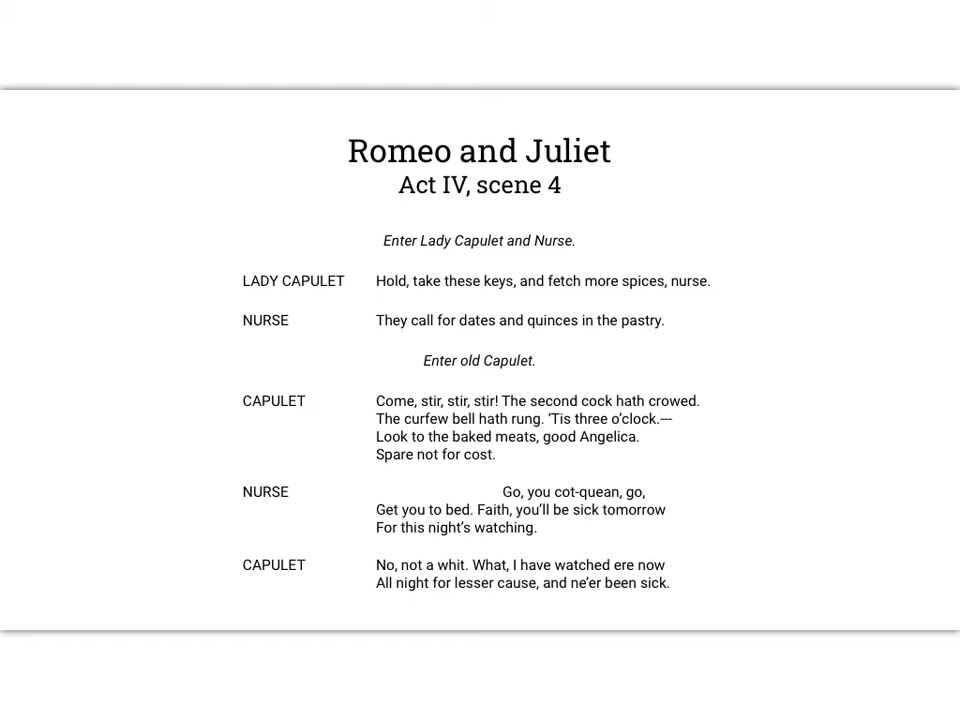 Romeo and Juliet
Act IV, scene 4
Enter Lady Capulet and Nurse.
LADY CAPULET Hold, take these keys, and fetch more spices, nurse.
NURSE They call for dates and quinces in the pastry.
Enter old Capulet.
CAPULET Come, stir, stir, stir! The second cock hath crowed.
The curfew bell hath rung. ‘Tis three o’clock.---
Look to the baked meats, good Angelica.
Spare not for cost.
NURSE Go, you cot-quean, go,
Get you to bed. Faith, you’ll be sick tomorrow
For this night’s watching.
CAPULET No, not a whit. What, I have watched ere now
All night for lesser cause, and ne’er been sick.